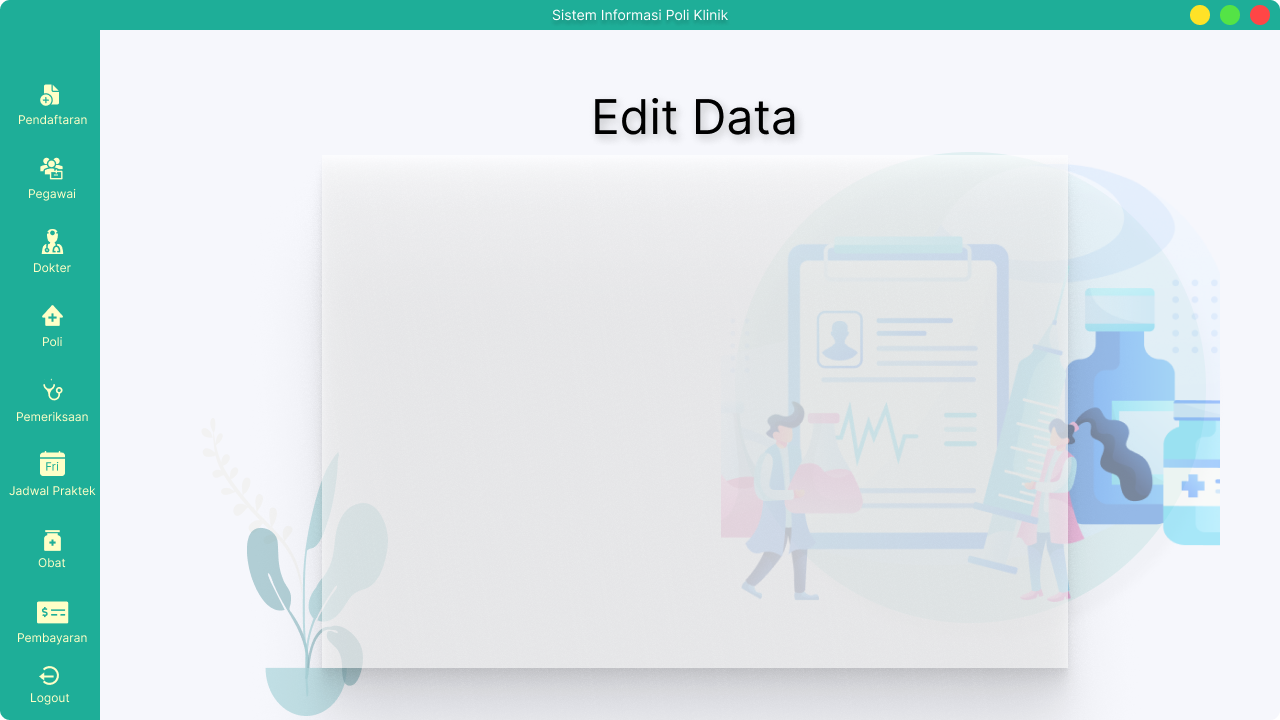 Sistem Informasi Poli Klinik
Edit Data
Pendaftaran
Pegawai
Dokter
Poli
Pemeriksaan
Fri
Jadwal Praktek
Obat
$
Pembayaran
Logout